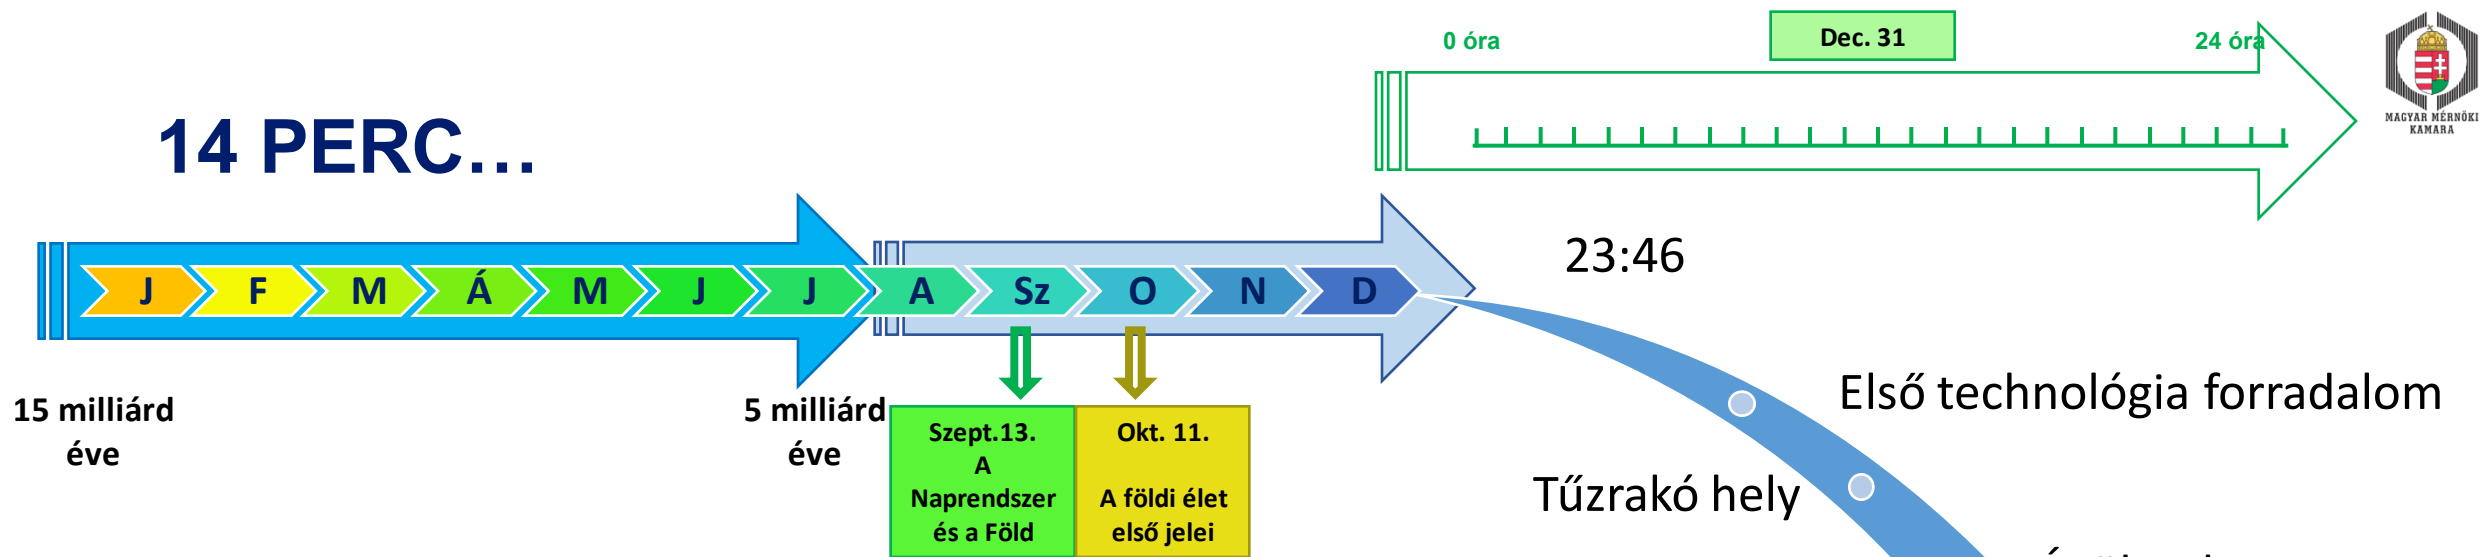 0 óra
Dec. 31
24 óra
MAGYAR MÉRNÖKI
KAMARA
14 PERC...
J F M Á M J J A Sz O N D
23:46
15 milliárd
éve
5 milliárd
éve
Szept.13.
A
Naprendszer
és a Föld
Okt. 11.
A földi élet
első jelei
Első technológia forradalom
Tűzrakó hely